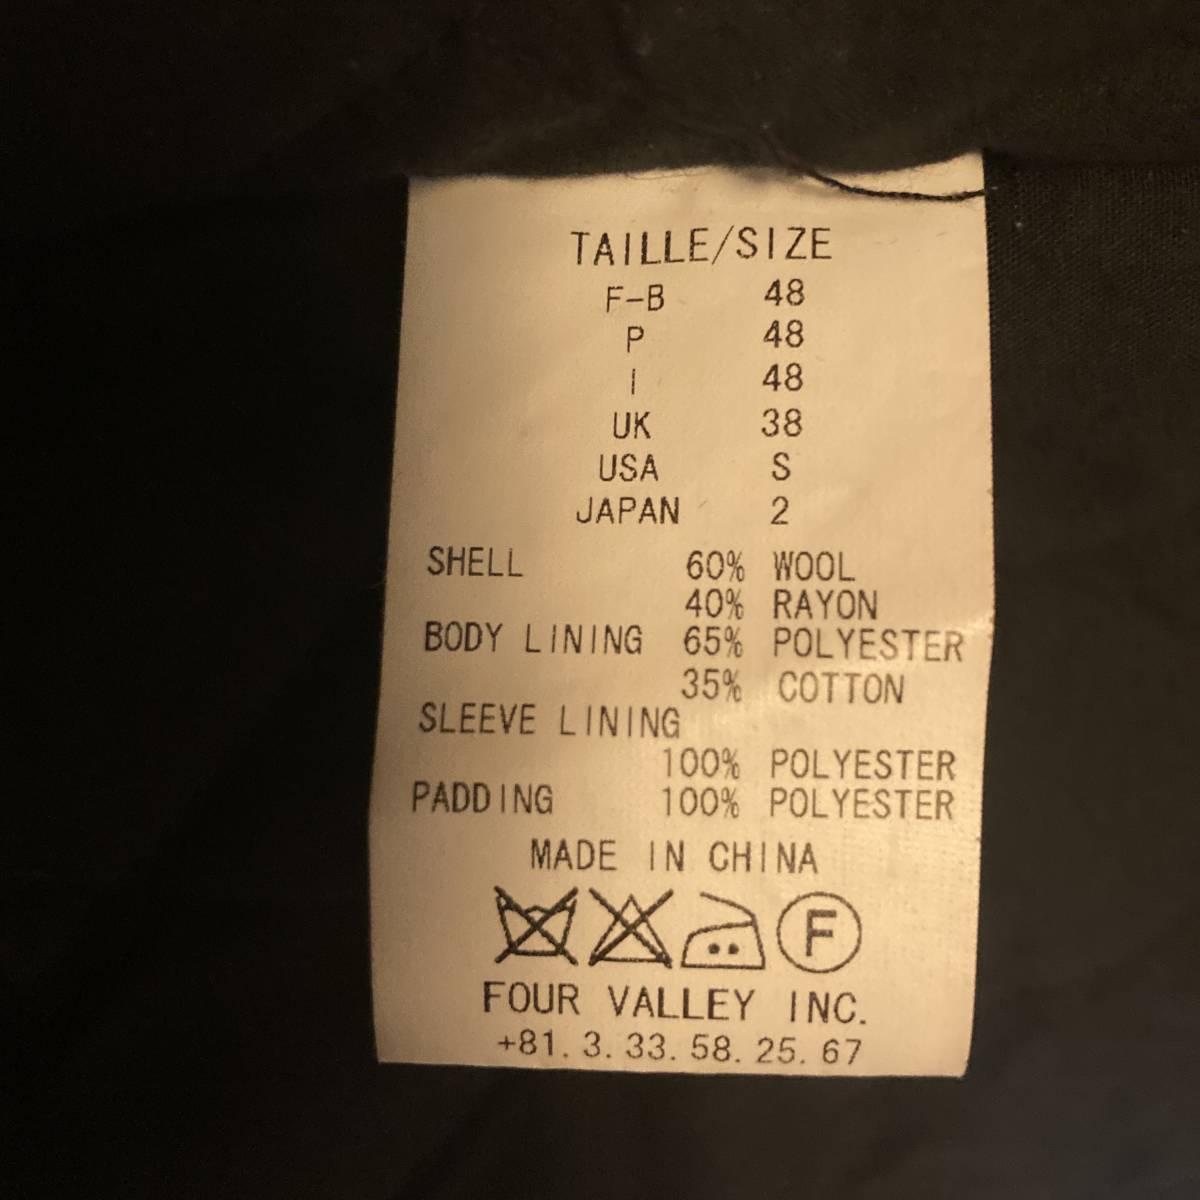 TAILLE/SIZE
F-B 48
P 48
I 48
UK 38
USA S
JAPAN 2
SHELL 60% WOOL
40% RAYON
BODY LINING 65% POLYESTER
35% COTTON
SLEEVE LINING
100% POLYESTER
PADDING 100% POLYESTER
MADE IN CHINA
F
FOUR VALLEY INC.
+81. 3. 33. 58. 25. 67